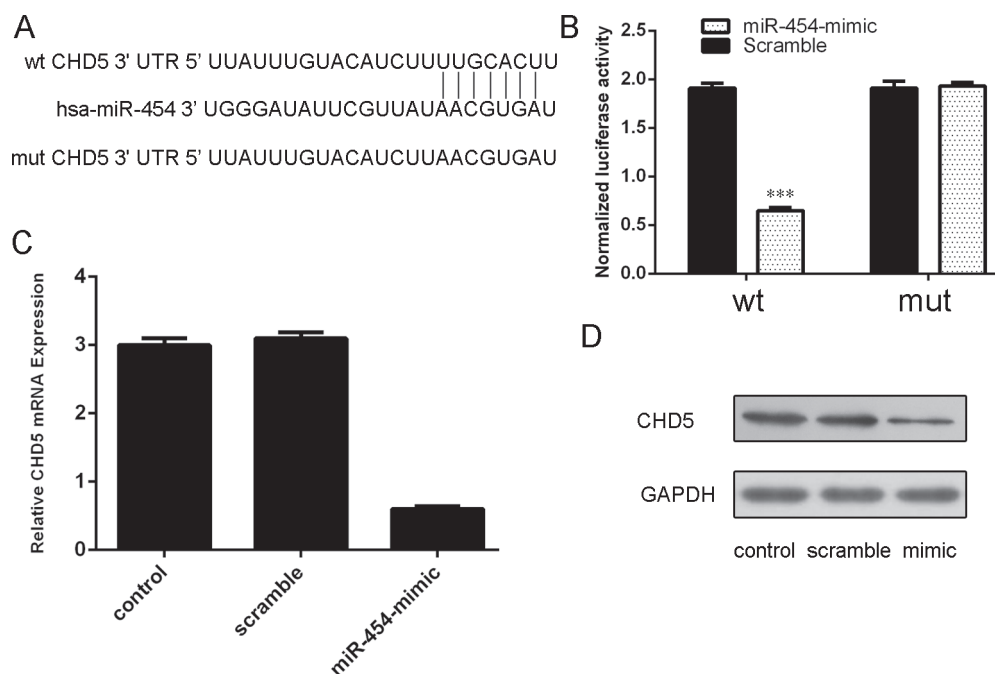 A
wt CHD5 3' UTR 5' UUAUUUGUACAUCUUUUGCACUU
hsa-miR-454 3' UGGGAUAUUCGUUAUAACGUGAU
mut CHD5 3' UTR 5' UUAUUUGUACAUCUUAACGUGAU
B
miR-454-mimic
Scramble
Normalized luciferase activity
2.5
2.0
1.5
1.0
0.5
0.0
***
wt mut
C
Relative CHD5 mRNA Expression
4
3
2
1
0
control
scramble
miR-454-mimic
D
CHD5
GAPDH
control scramble mimic